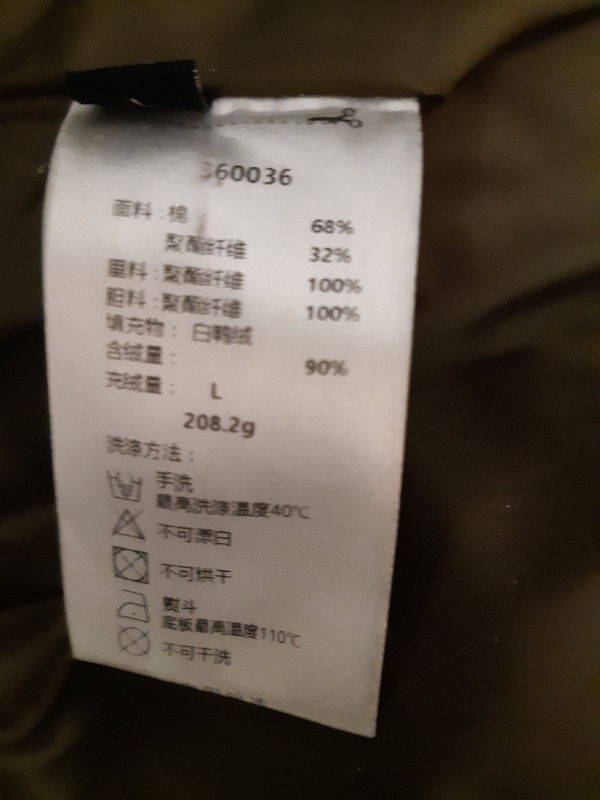 60036
面料：棉 68%
聚酯纤维 32%
里料：聚酯纤维 100%
胆料：聚酯纤维 100%
填充物： 白鸭绒
含绒量： 90%
充绒量： L
208.2g
洗涤方法：
手洗
最高洗涤温度40℃
不可漂白
不可烘干
熨斗
底板最高温度110℃
不可干洗